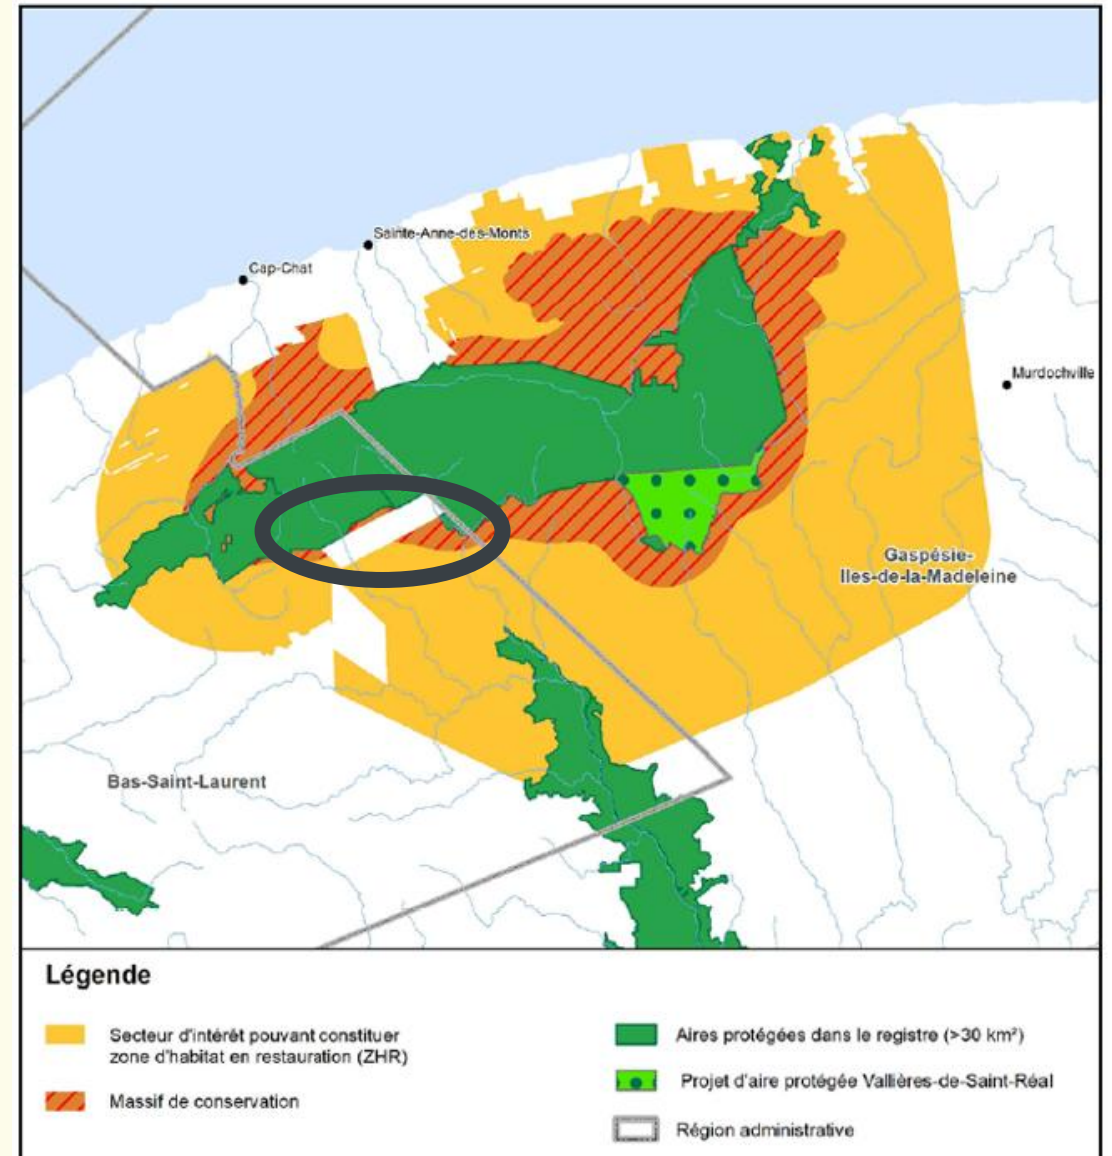 Sainte-Anne-des-Monts
Cap-Chat
Murdochville
Gaspésie-
Iles-de-la-Madeleine
Bas-Saint-Laurent
Légende
Secteur d'intérêt pouvant constituer
zone d'habitat en restauration (ZHR)
Massif de conservation
Aires protégées dans le registre (>30 km²)
Projet d'aire protégée Vallières-de-Saint-Réal
Région administrative